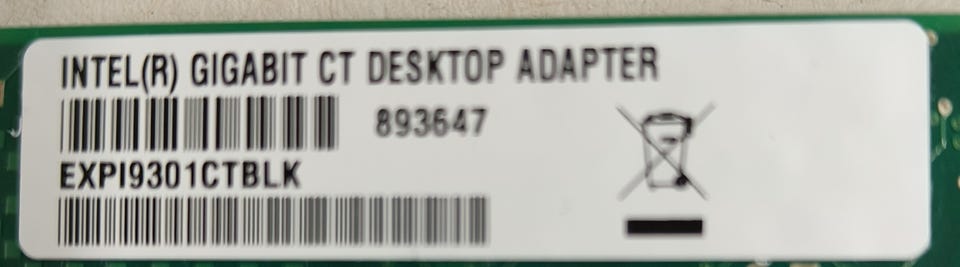 INTEL(R) GIGABIT CT DESKTOP ADAPTER
893647
EXPI9301CTBLK